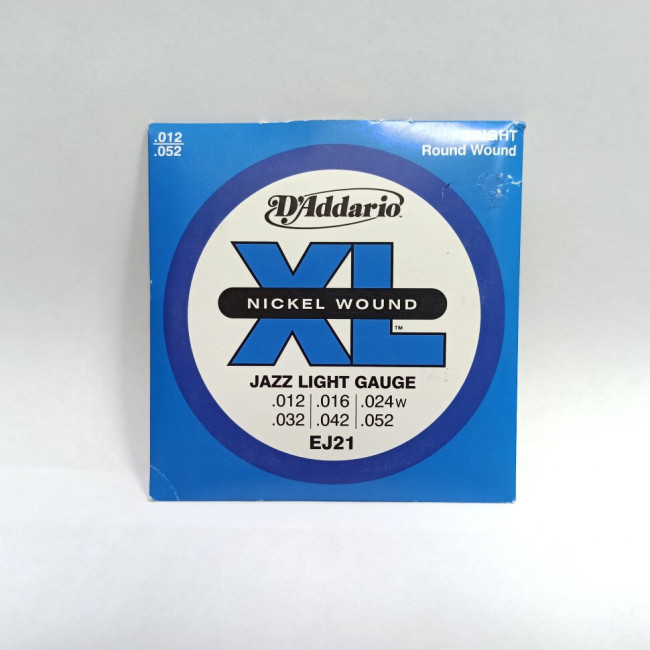 .012
.052
Round Wound
D'Addario
XL
NICKEL WOUND
TM
JAZZ LIGHT GAUGE
.012 .016 .024w
.032 .042 .052
EJ21